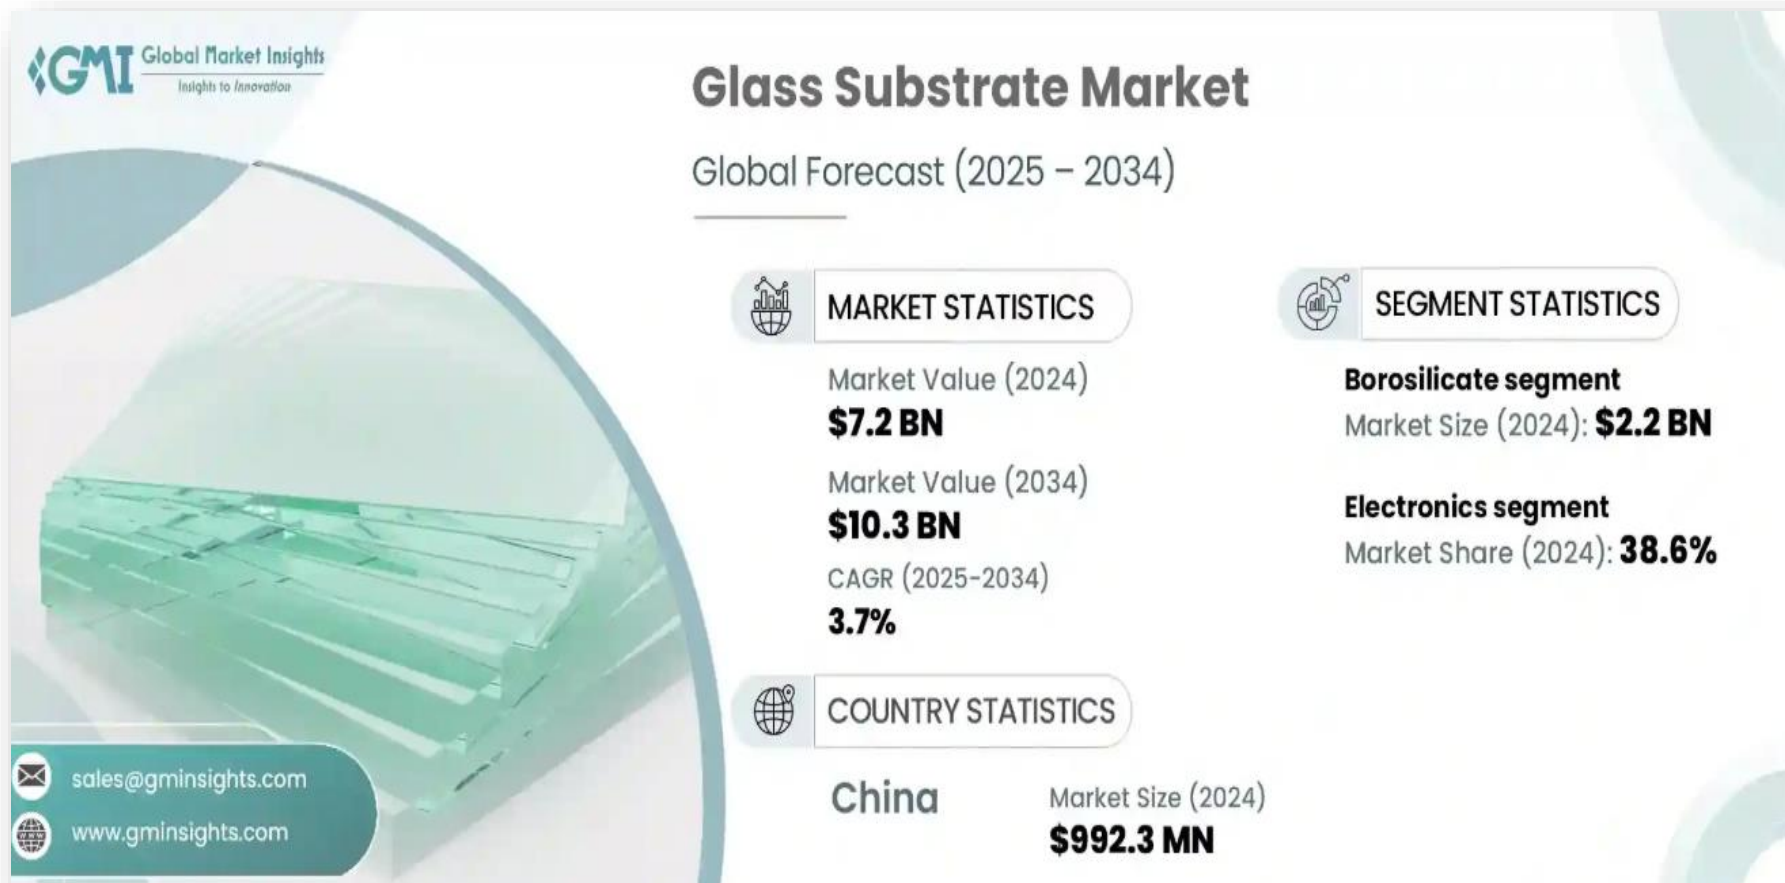 GMI
Global Market Insights
Insights to Innovation
Glass Substrate Market
Global Forecast (2025 – 2034)
MARKET STATISTICS
Market Value (2024)
$7.2 BN
Market Value (2034)
$10.3 BN
CAGR (2025-2034)
3.7%
SEGMENT STATISTICS
Borosilicate segment
Market Size (2024): $2.2 BN
Electronics segment
Market Share (2024): 38.6%
COUNTRY STATISTICS
China
Market Size (2024)
$992.3 MN
sales@gminsights.com
WWW
www.gminsights.com